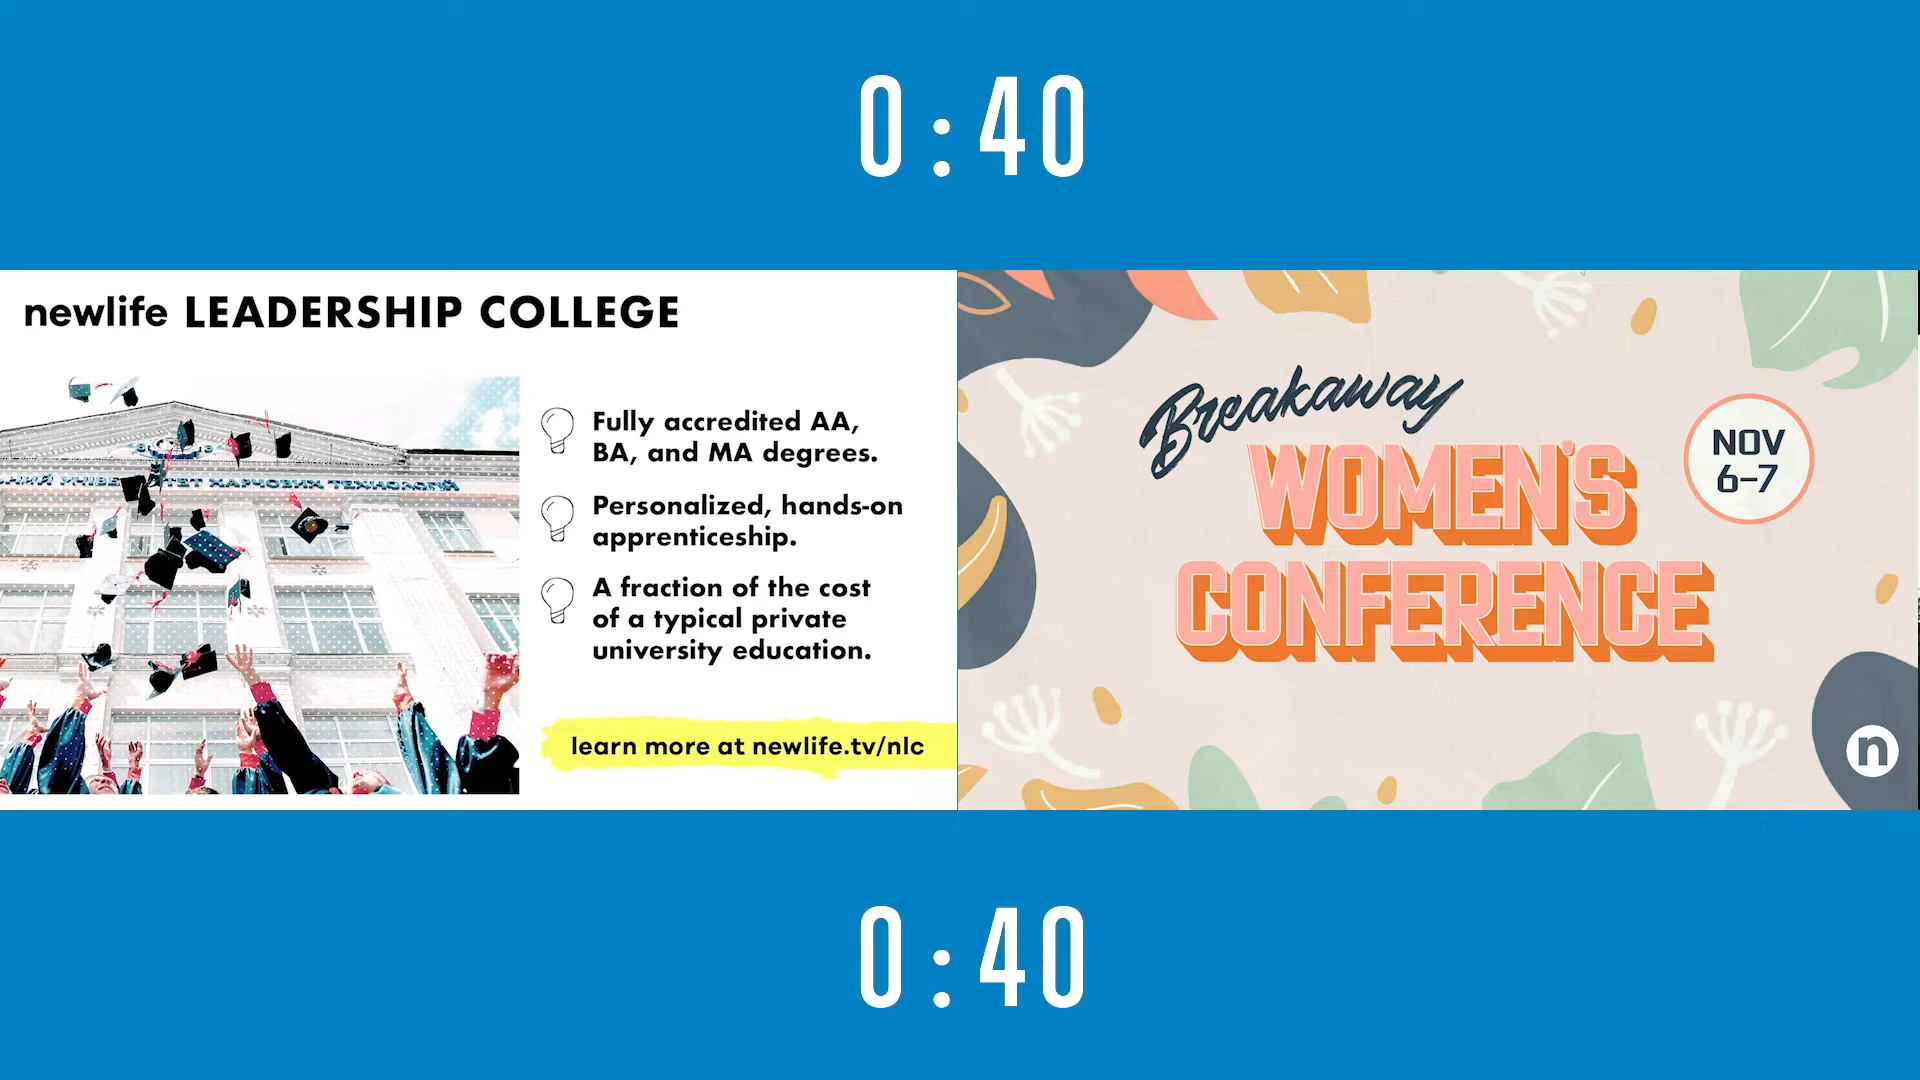 0:40
newlife LEADERSHIP COLLEGE
Fully accredited AA,
BA, and MA degrees.
Personalized, hands-on
apprenticeship.
A fraction of the cost
of a typical private
university education.
learn more at newlife.tv/nlc
Breakaway
WOMEN'S
CONFERENCE
NOV
6–7
n
0:40